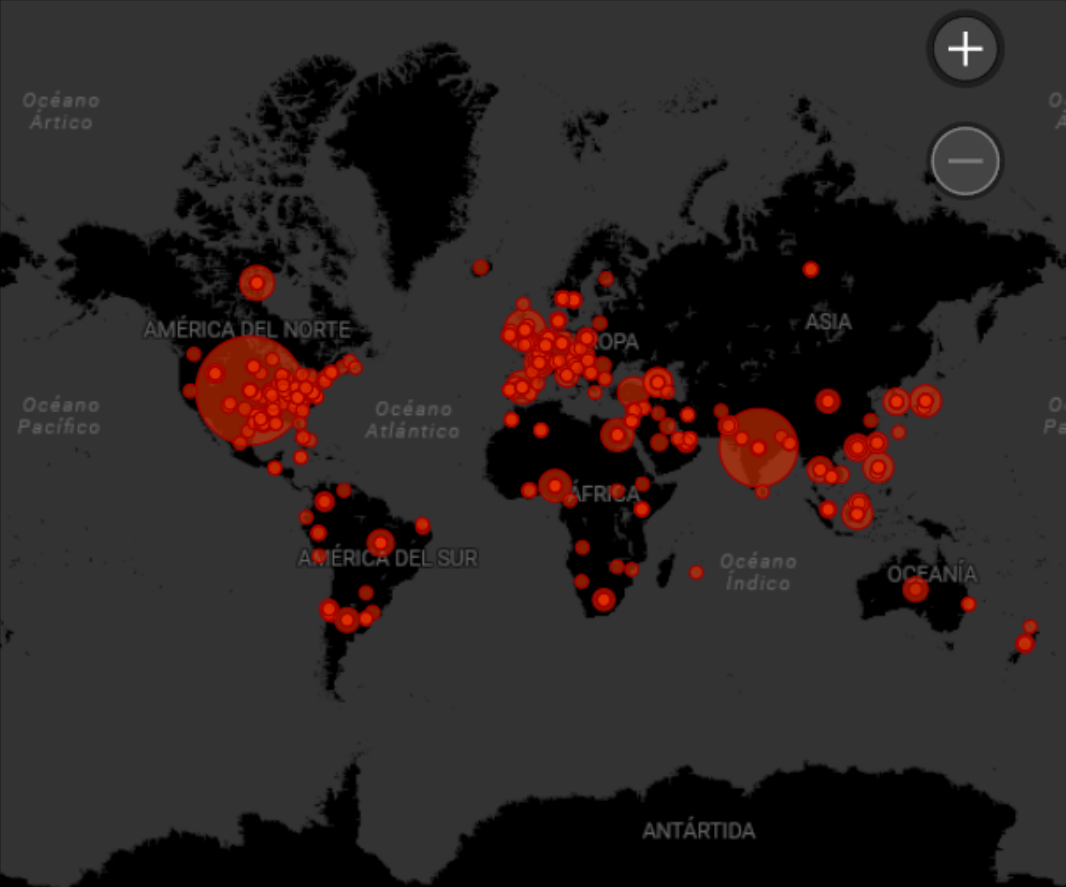 Océano
Ártico
AMÉRICA DEL NORTE
ASIA
Océano
Pacífico
Océano
Atlántico
ÁFRICA
AMÉRICA DEL SUR
Océano
Índico
OCEANÍA
ANTÁRTIDA